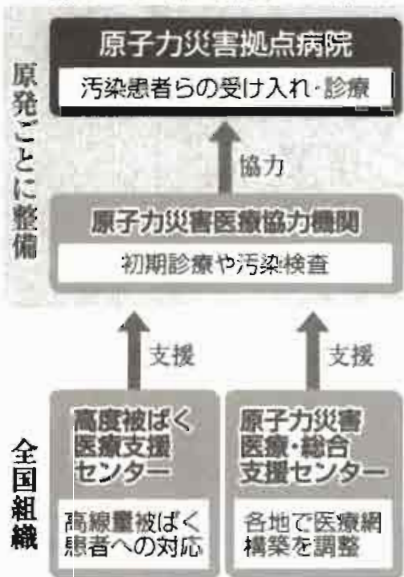 原子力災害拠点病院
汚染患者らの受け入れ・診療
原発ごとに整備
協力
原子力災害医療協力機関
初期診療や汚染検査
支援
支援
全国組織
高度被ばく
医療支援
センター
高線量被ばく
患者への対応
原子力災害
医療・総合
支援センター
各地で医療網
構築を調整